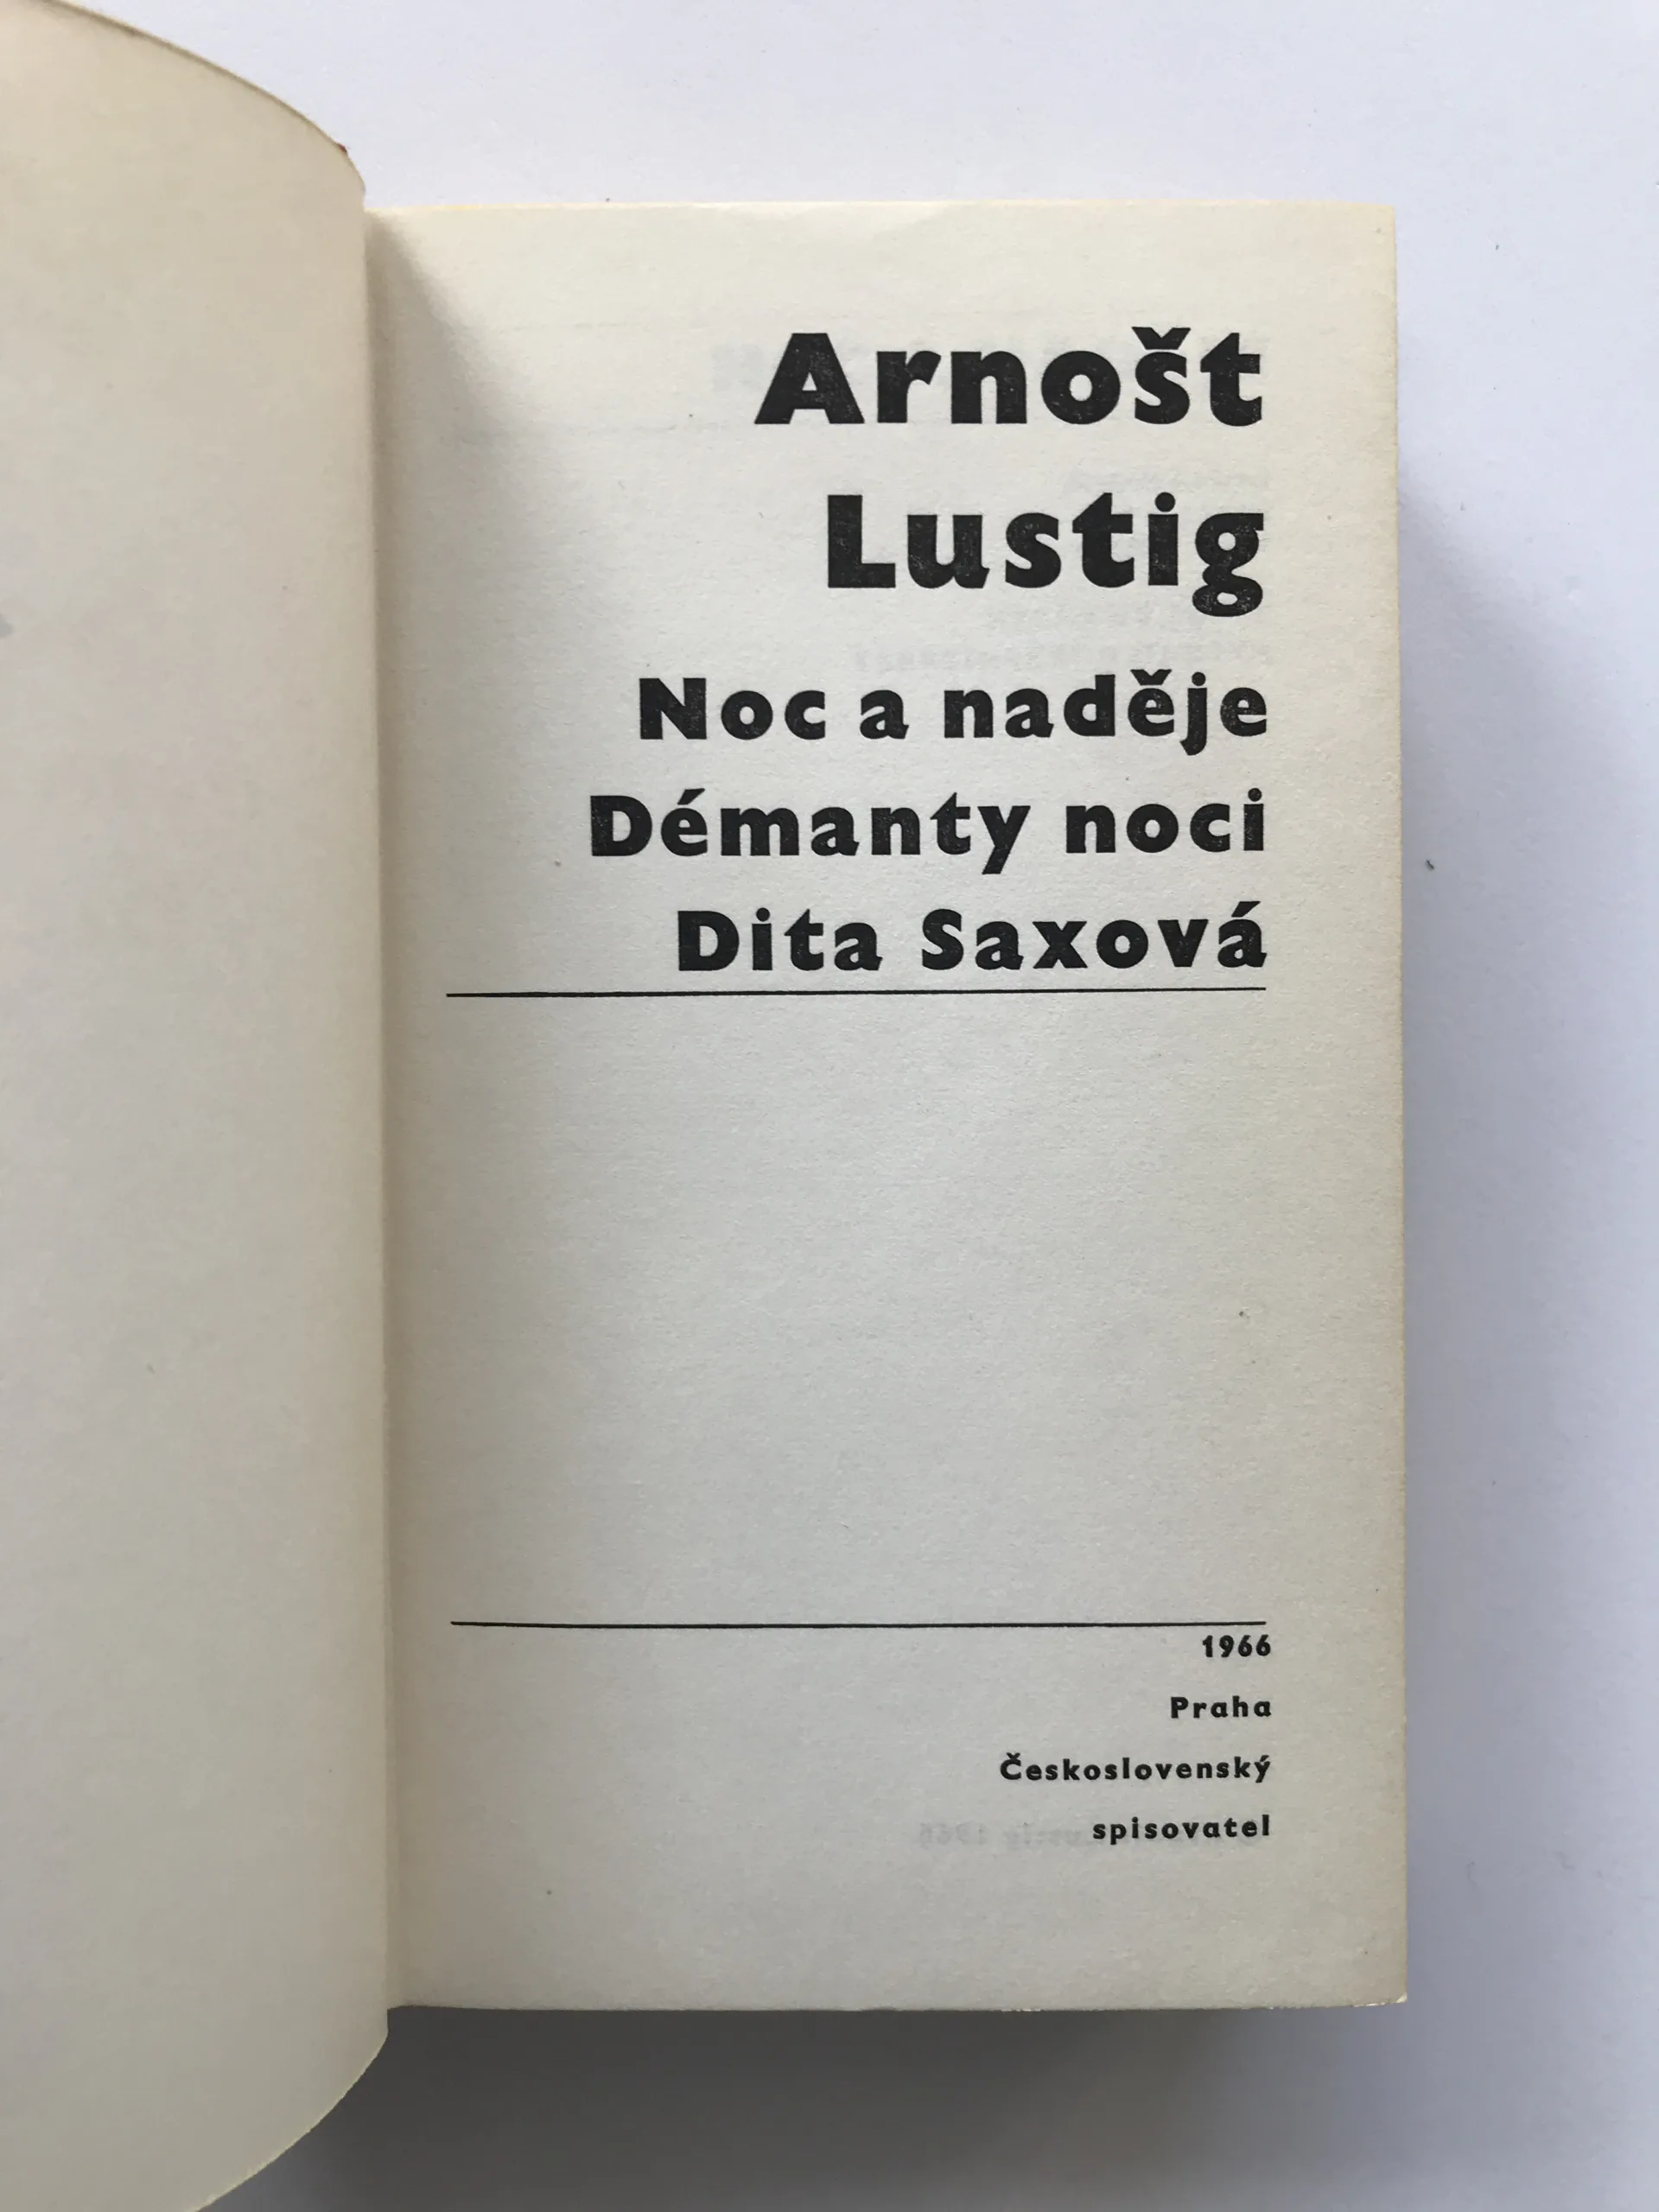 Arnošt
Lustig
Noc a naděje
Démanty noci
Dita Saxová
1966
Praha
Československý
spisovatel